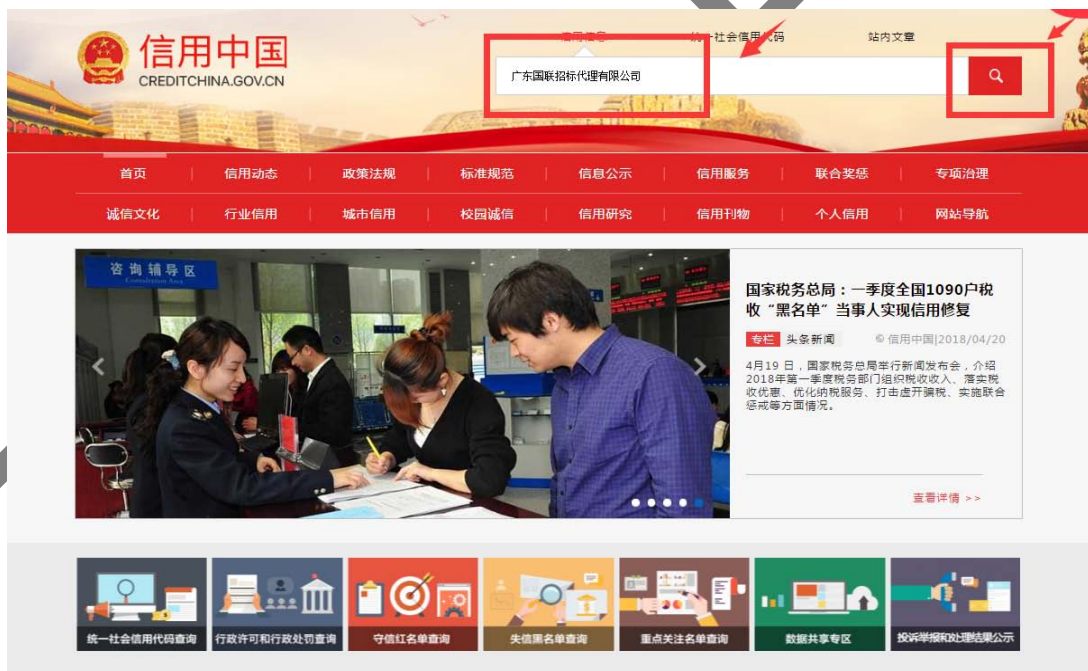 信用中国
CREDITCHINA.GOV.CN
信用信息
统一社会信用代码
站内文章
广东国联招标代理有限公司
首页
信用动态
政策法规
标准规范
信息公示
信用服务
联合奖惩
专项治理
诚信文化
行业信用
城市信用
校园诚信
信用研究
信用刊物
个人信用
网站导航
咨询辅导区
Consultation Area
国家税务总局：一季度全国1090户税
收“黑名单”当事人实现信用修复
专栏 头条新闻 © 信用中国|2018/04/20
4月19 日，国家税务总局举行新闻发布会，介绍
2018年第一季度税务部门组织税收收入、落实税
收优惠、优化纳税服务、打击虚开骗税、实施联合
惩戒等方面情况。
查看详情 >>
统一社会信用代码查询
行政许可和行政处罚查询
守信红名单查询
失信黑名单查询
重点关注名单查询
数据共享专区
投诉举报和处理结果公示